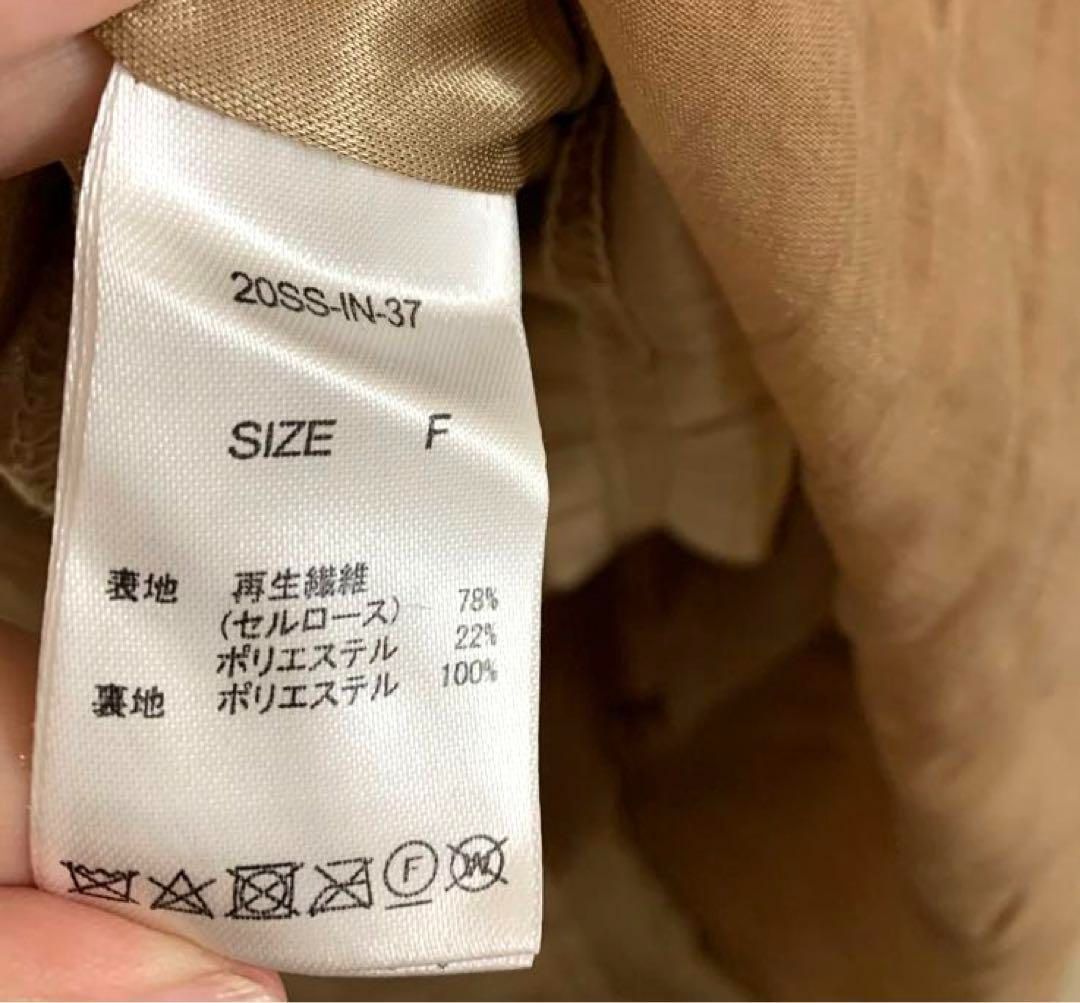 20SS-IN-37
SIZE F
表地 再生繊維
(セルロース) 78%
ポリエステル 22%
裏地 ポリエステル 100%
F W